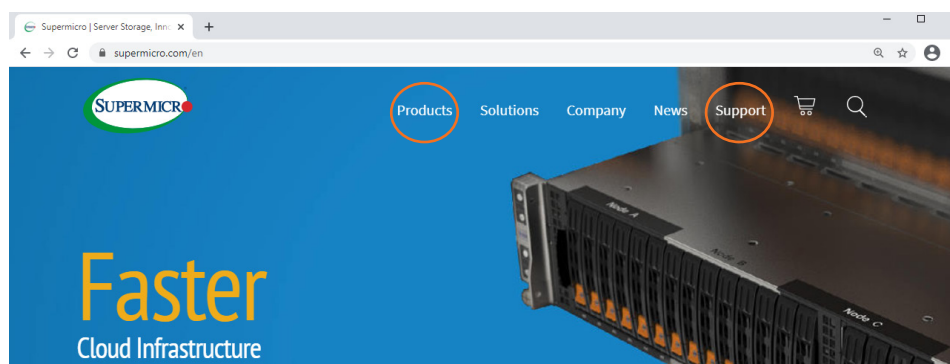 Supermicro | Server Storage, Inn
supermicro.com/en
SUPERMICR
Products Solutions Company News Support
Node A
Node B
Node C
Faster
Cloud Infrastructure